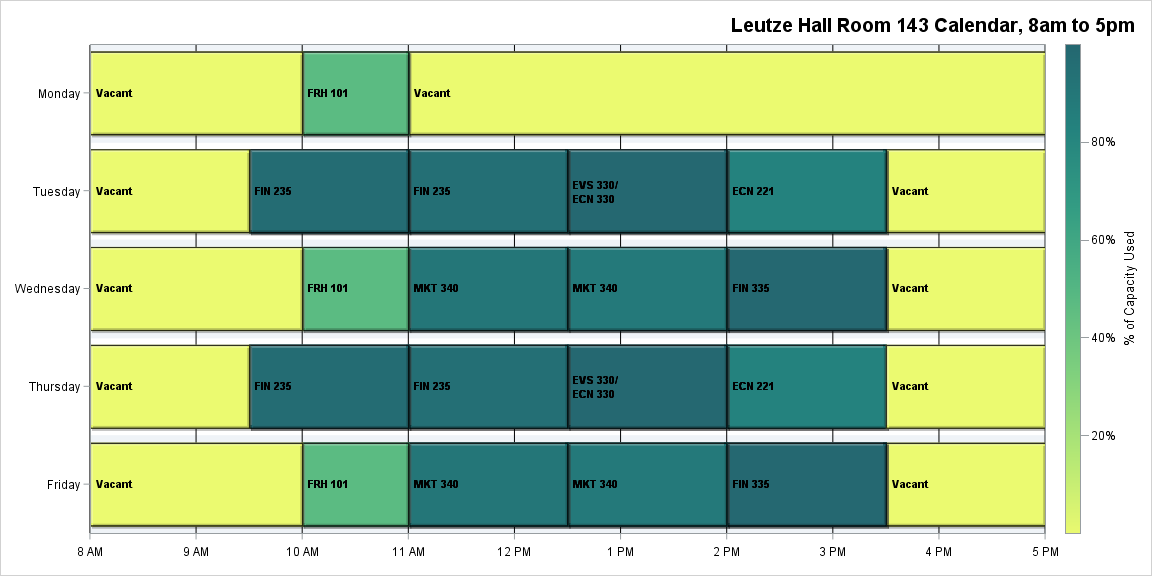 Leutze Hall Room 143 Calendar, 8am to 5pm
Monday
Vacant
FRH 101
Vacant
Tuesday
Vacant
FIN 235
FIN 235
EVS 330/
ECN 330
ECN 221
Vacant
Wednesday
Vacant
FRH 101
MKT 340
MKT 340
FIN 335
Vacant
Thursday
Vacant
FIN 235
FIN 235
EVS 330/
ECN 330
ECN 221
Vacant
Friday
Vacant
FRH 101
MKT 340
MKT 340
FIN 335
Vacant
8 AM
9 AM
10 AM
11 AM
12 PM
1 PM
2 PM
3 PM
4 PM
5 PM
80%
60%
40%
20%
% of Capacity Used